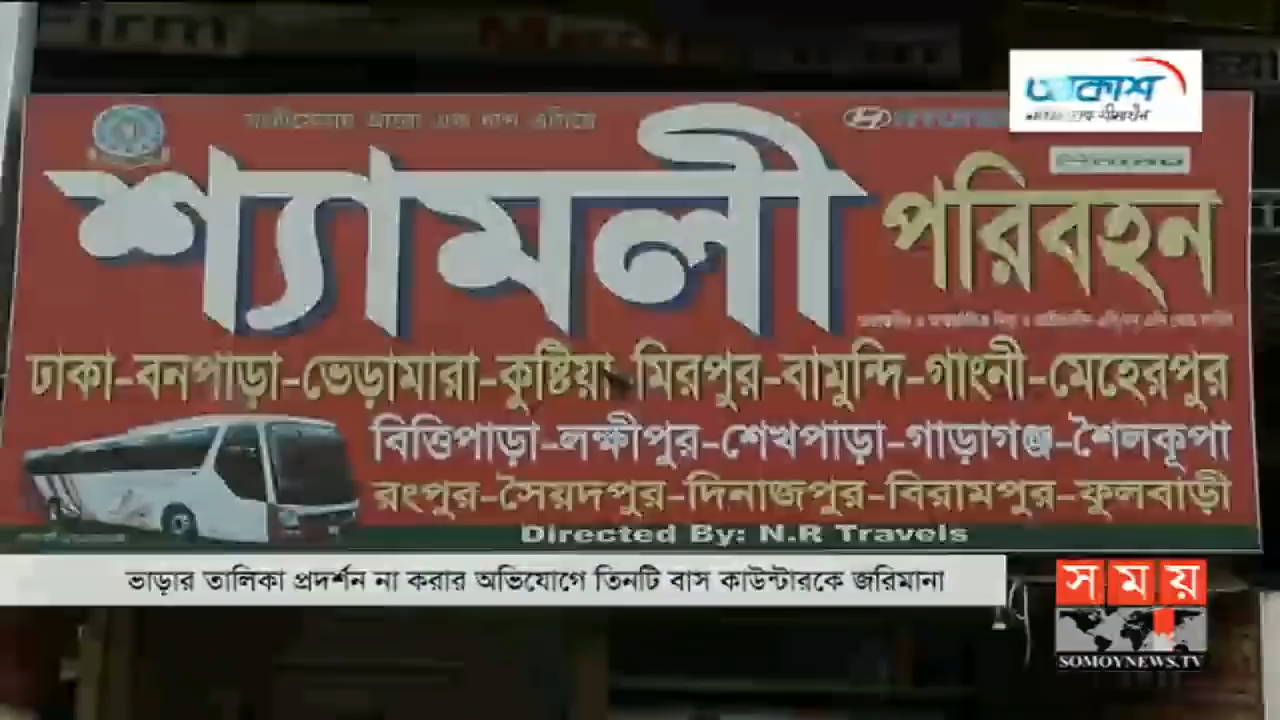 আকাশ
শ্যামলী
পরিবহন
ঢাকা-বনপাড়া-ভেড়ামারা-কুষ্টিয়া-মিরপুর-বামুন্দি-গাংনী-মেহেরপুর
বিত্তিপাড়া-লক্ষীপুর-শেখপাড়া-গাড়াগঞ্জ-শৈলকূপা
রংপুর-সৈয়দপুর-দিনাজপুর-বিরামপুর-ফুলবাড়ী
Directed By: N.R Travels
ভাড়ার তালিকা প্রদর্শন না করার অভিযোগে তিনটি বাস কাউন্টারকে জরিমানা
সময়
SOMOYNEWS.TV